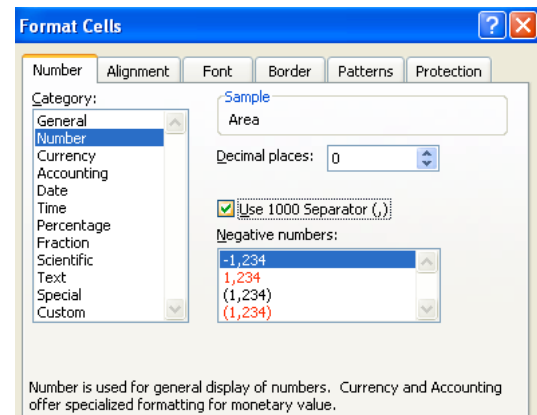 Format Cells
Number Alignment Font Border Patterns Protection
Category:
General
Number
Currency
Accounting
Date
Time
Percentage
Fraction
Scientific
Text
Special
Custom
Sample
Area
Decimal places: 0
Use 1000 Separator (,)
Negative numbers:
-1,234
1,234
(1,234)
(1,234)
Number is used for general display of numbers. Currency and Accounting
offer specialized formatting for monetary value.